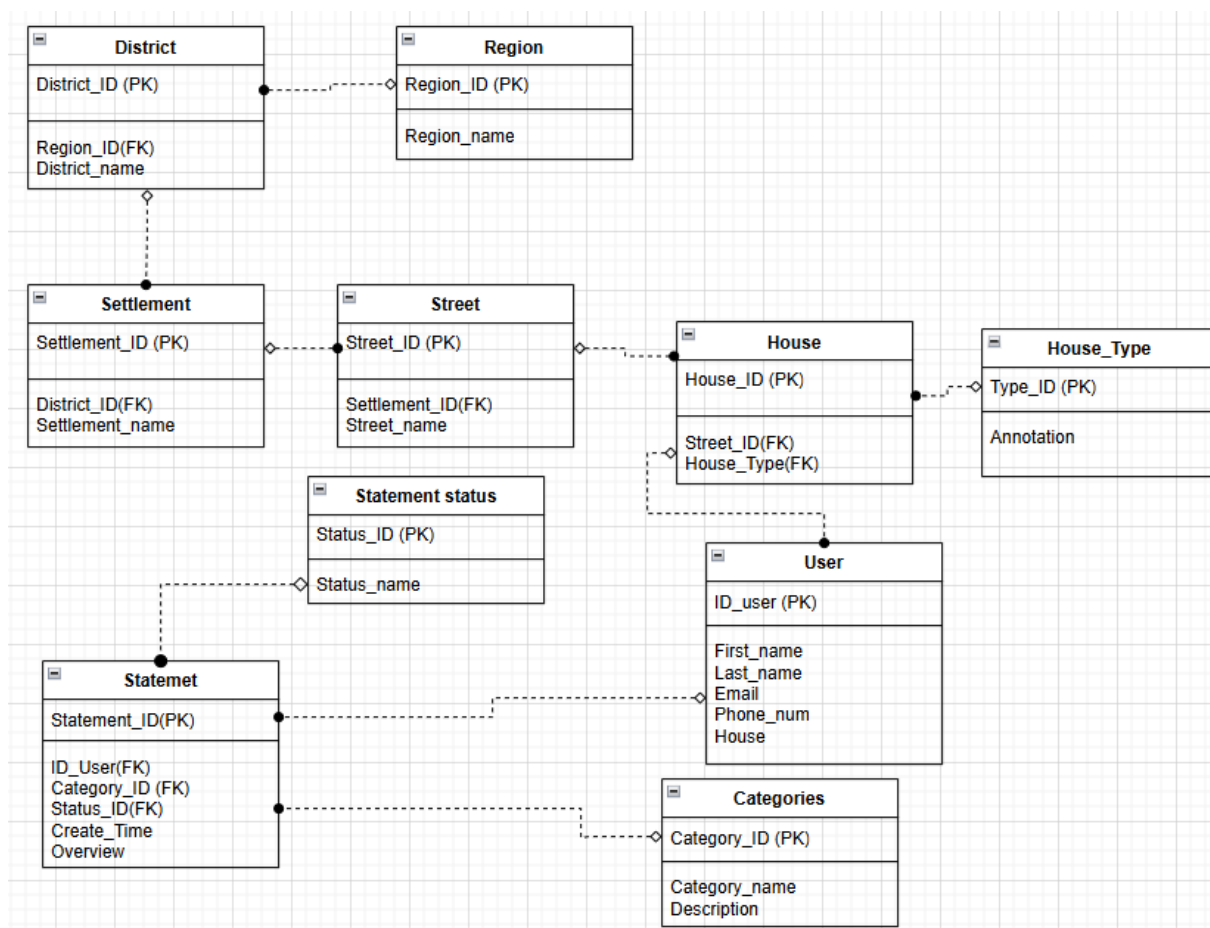 District
District_ID (PK)
Region_ID(FK)
District_name
Region
Region_ID (PK)
Region_name
Settlement
Settlement_ID (PK)
District_ID(FK)
Settlement_name
Street
Street_ID (PK)
Settlement_ID(FK)
Street_name
House
House_ID (PK)
Street_ID(FK)
House_Type(FK)
House_Type
Type_ID (PK)
Annotation
Statement status
Status_ID (PK)
Status_name
User
ID_user (PK)
First_name
Last_name
Email
Phone_num
House
Statemet
Statement_ID(PK)
ID_User(FK)
Category_ID (FK)
Status_ID(FK)
Create_Time
Overview
Categories
Category_ID (PK)
Category_name
Description